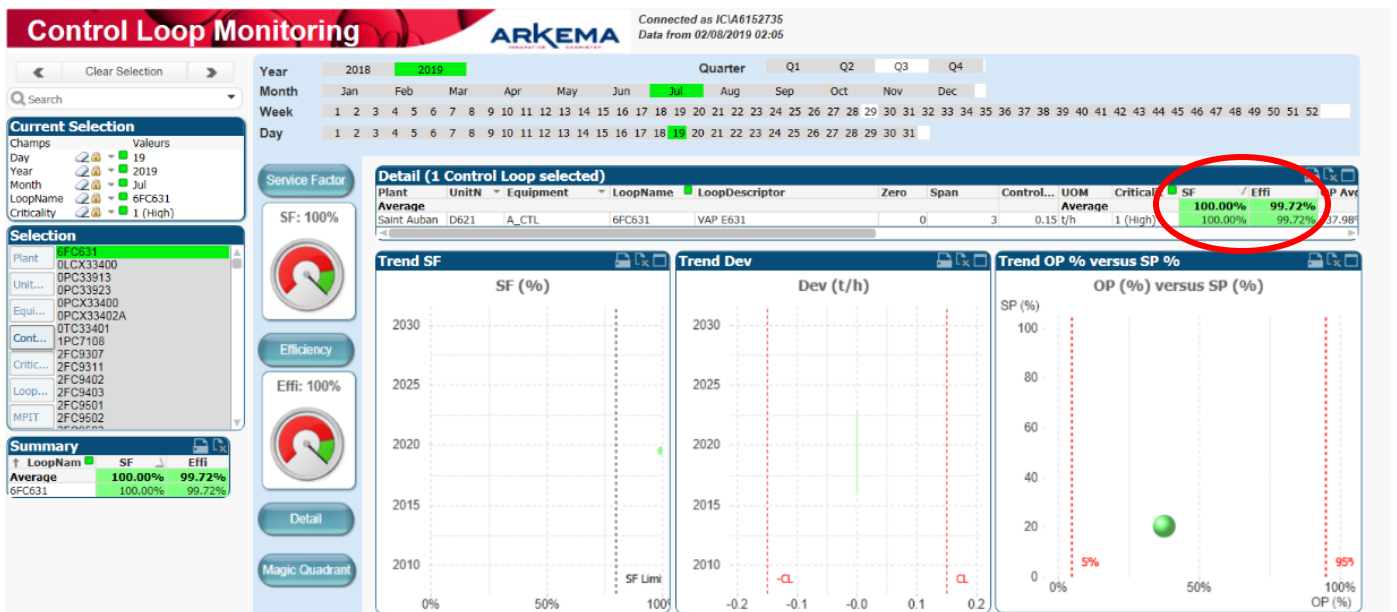 Control Loop Monitoring
ARKEMA
INNOVATIVE CHEMISTRY
Connected as IC\A6152735
Data from 02/08/2019 02:05
Clear Selection
Search
Year 2018 2019 Quarter Q1 Q2 Q3 Q4
Month Jan Feb Mar Apr May Jun Jul Aug Sep Oct Nov Dec
Week 1 2 3 4 5 6 7 8 9 10 11 12 13 14 15 16 17 18 19 20 21 22 23 24 25 26 27 28 29 30 31 32 33 34 35 36 37 38 39 40 41 42 43 44 45 46 47 48 49 50 51 52
Day 1 2 3 4 5 6 7 8 9 10 11 12 13 14 15 16 17 18 19 20 21 22 23 24 25 26 27 28 29 30 31
Current Selection
Champs Valeurs
Day 19
Year 2019
Month Jul
LoopName 6FC631
Criticality 1 (High)
Selection
Plant
Unit...
Equi...
Cont...
Critic...
Loop...
MPIT
6FC631
0LCX33400
0PC33913
0PC33923
0PCX33400
0PCX33402A
0TC33401
1PC7108
2FC9307
2FC9311
2FC9402
2FC9403
2FC9501
2FC9502
Summary
LoopNam SF Effi
Average 100.00% 99.72%
6FC631 100.00% 99.72%
Service Factor
SF: 100%
Efficiency
Effi: 100%
Detail
Magic Quadrant
Detail (1 Control Loop selected)
Plant UnitN Equipment LoopName LoopDescriptor Zero Span Control... UOM Criticali SF Effi OP Avg
Average Average 100.00% 99.72%
Saint Auban D621 A_CTL 6FC631 VAP E631 0 3 0.15 t/h 1 (High) 100.00% 99.72% 37.98%
Trend SF
SF (%)
2030
2025
2020
2015
2010
SF Limi
0% 50% 100%
Trend Dev
Dev (t/h)
2030
2025
2020
2015
2010
-CL CL
-0.2 -0.1 -0.0 0.1 0.2
Trend OP % versus SP %
OP (%) versus SP (%)
SP (%)
100
80
60
40
20
0
5% 95%
0% 50% 100%
OP (%)